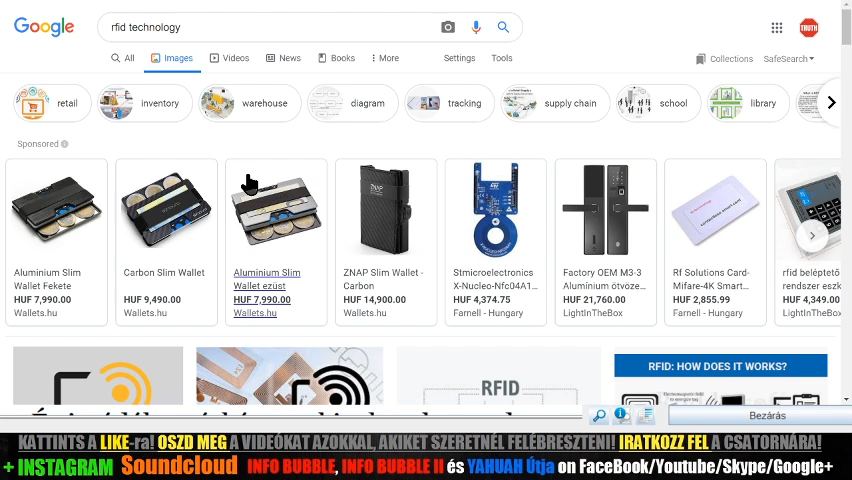 Google
rfid technology
TRUTH
All Images Videos News Books More Settings Tools Collections SafeSearch
retail inventory warehouse diagram tracking supply chain school library
Sponsored
Aluminium Slim
Wallet Fekete
HUF 7,990.00
Wallets.hu
Carbon Slim Wallet
HUF 9,490.00
Wallets.hu
Aluminium Slim
Wallet ezüst
HUF 7,990.00
Wallets.hu
ZNAP
ZNAP Slim Wallet -
Carbon
HUF 14,900.00
Wallets.hu
Stmicroelectronics
X-Nucleo-Nfc04A1...
HUF 4,374.75
Farnell - Hungary
Factory OEM M3-3
Alumínium ötvöze...
HUF 21,760.00
LightInTheBox
Rf Solutions Card-
Mifare-4K Smart...
HUF 2,855.99
Farnell - Hungary
rfid beléptető
rendszer eszk
HUF 4,349.00
LightInTheBox
RFID
RFID: HOW DOES IT WORKS?
Bezárás
KATTINTS A LIKE-ra! OSZD MEG A VIDEÓKAT AZOKKAL, AKIKET SZERETNÉL FELÉBRESZTENI! IRATKOZZ FEL A CSATORNÁRA!
+ INSTAGRAM Soundcloud INFO BUBBLE, INFO BUBBLE II és YAHUAH Útja on FaceBook/Youtube/Skype/Google+